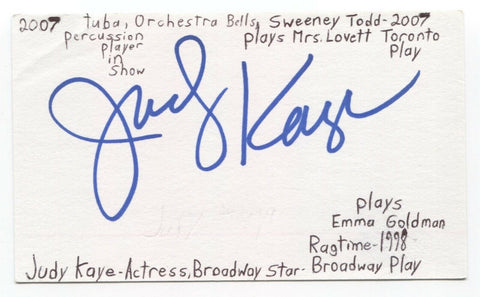 2007 tuba, Orchestra Bells, Sweeney Todd-2007
percussion plays Mrs. Lovett Toronto
player Play
in
show
Judy Kaye
plays
Emma Goldman
Ragtime-1998
Judy Kaye-Actress, Broadway Star- Broadway Play